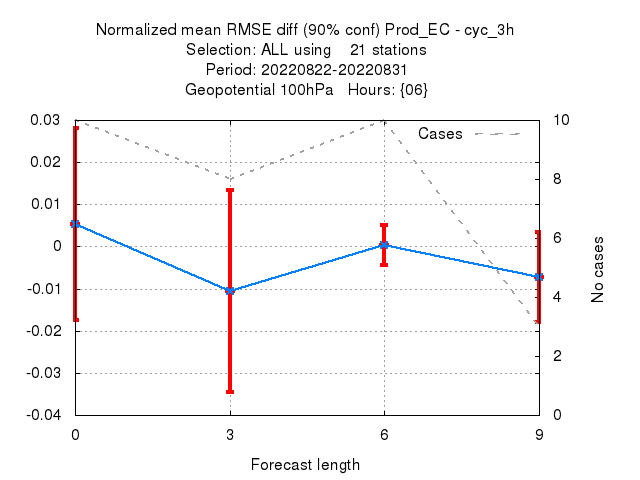 Normalized mean RMSE diff (90% conf) Prod_EC - cyc_3h
Selection: ALL using    21 stations
Period: 20220822-20220831
Geopotential 100hPa   Hours: {06}
Cases
0.03
0.02
0.01
0
-0.01
-0.02
-0.03
-0.04
10
8
6
4
2
0
No cases
0
3
6
9
Forecast length